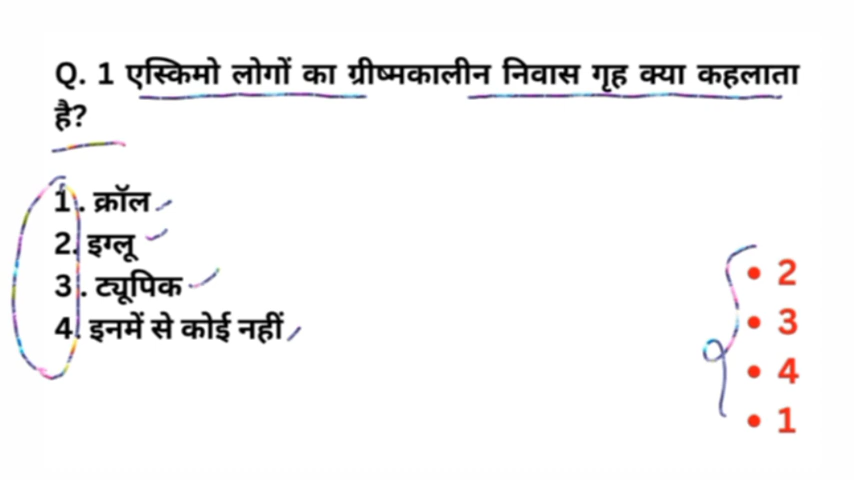 Q. 1 एस्किमो लोगों का ग्रीष्मकालीन निवास गृह क्या कहलाता
है?
1. क्रॉल
2. इग्लू
3. ट्यूपिक
4. इनमें से कोई नहीं
• 2
• 3
• 4
• 1